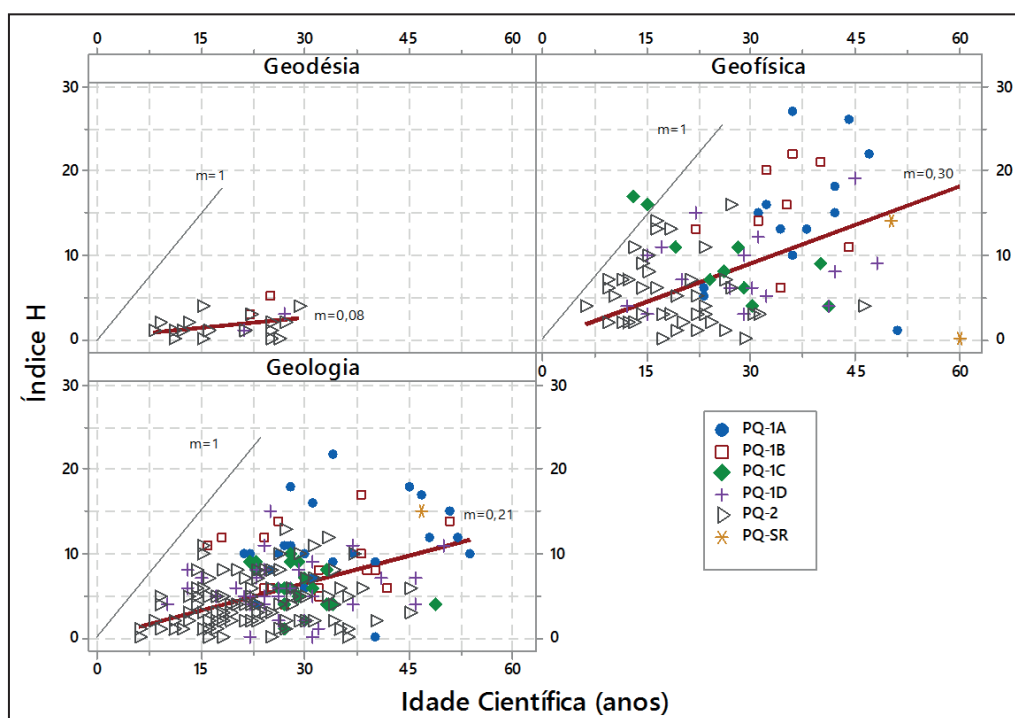 0 15 30 45 60 0 15 30 45 60
Geodésia Geofísica
30 30
m=1 m=1
20 20
m=0,30
10 10
m=0,08
0 0
Geologia
30 30
m=1
20 20
m=0,21
10 10
0 0
0 15 30 45 60
Índice H
Idade Científica (anos)
15 30 45 60
PQ-1A
PQ-1B
PQ-1C
PQ-1D
PQ-2
PQ-SR